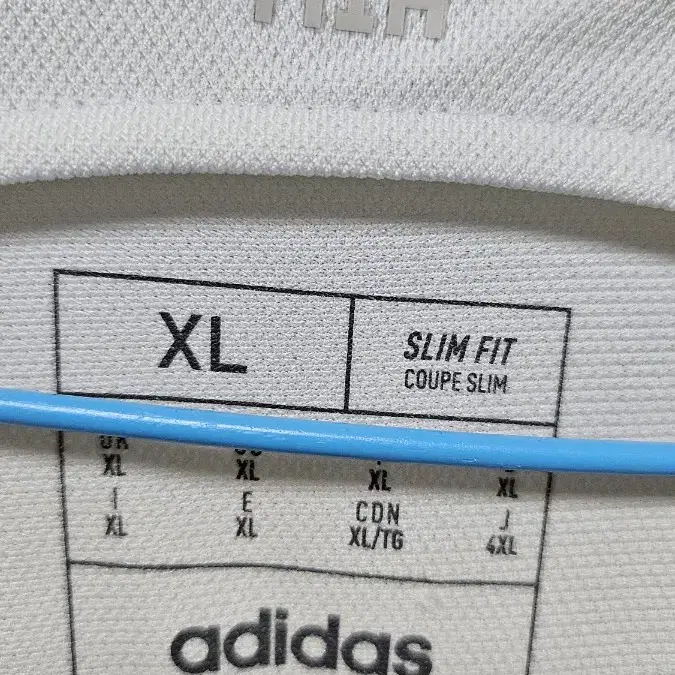 XL
SLIM FIT
COUPE SLIM
XL XL XL XL
I E CDN J
XL XL XL/TG 4XL
adidas